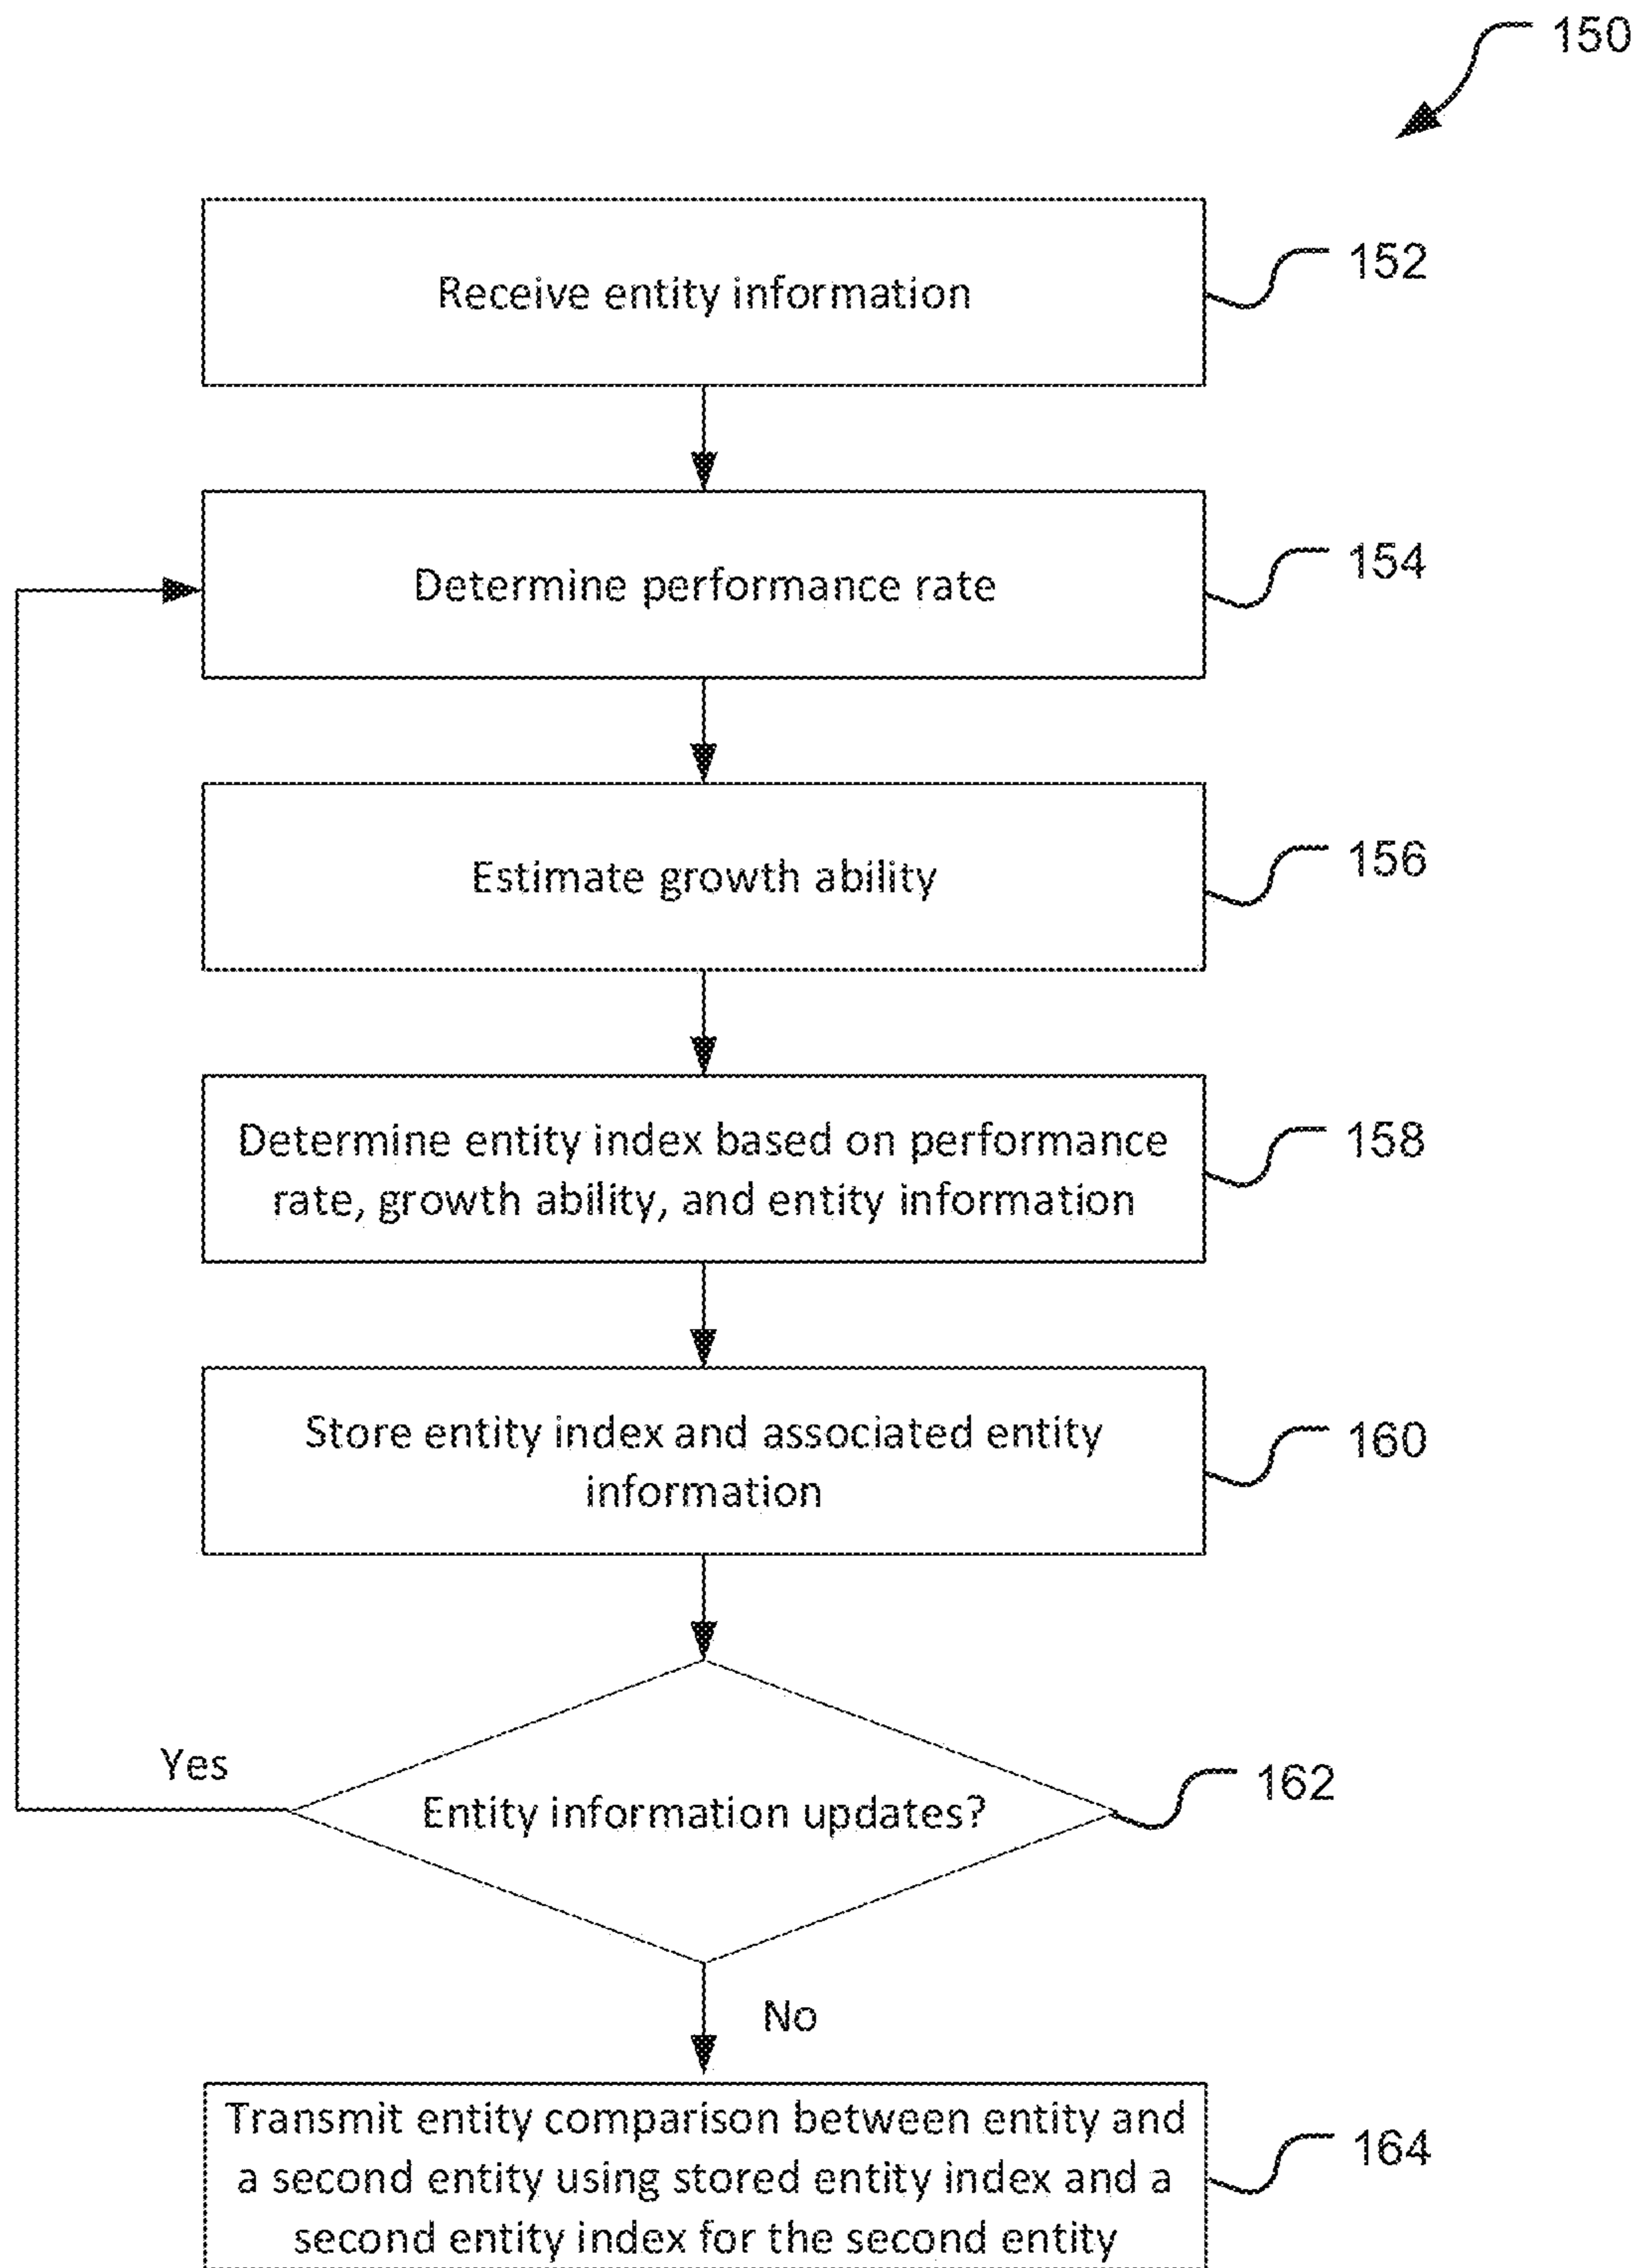 150
Receive entity information
152
Determine performance rate
154
Estimate growth ability
156
Determine entity index based on performance
rate, growth ability, and entity information
158
Store entity index and associated entity
information
160
Yes
Entity information updates?
162
No
Transmit entity comparison between entity and
a second entity using stored entity index and a
second entity index for the second entity
164